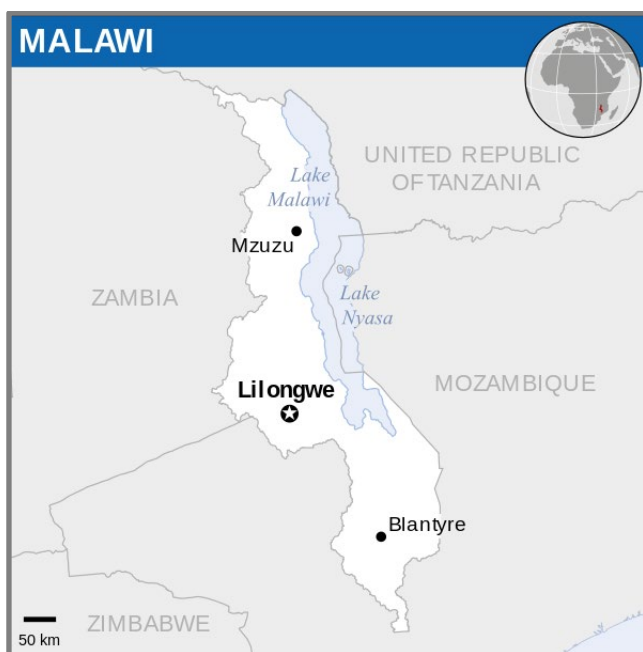 MALAWI
UNITED REPUBLIC
OF TANZANIA
Lake
Malawi
Mzuzu
ZAMBIA
Lake
Nyasa
Lilongwe
MOZAMBIQUE
Blantyre
ZIMBABWE
50 km